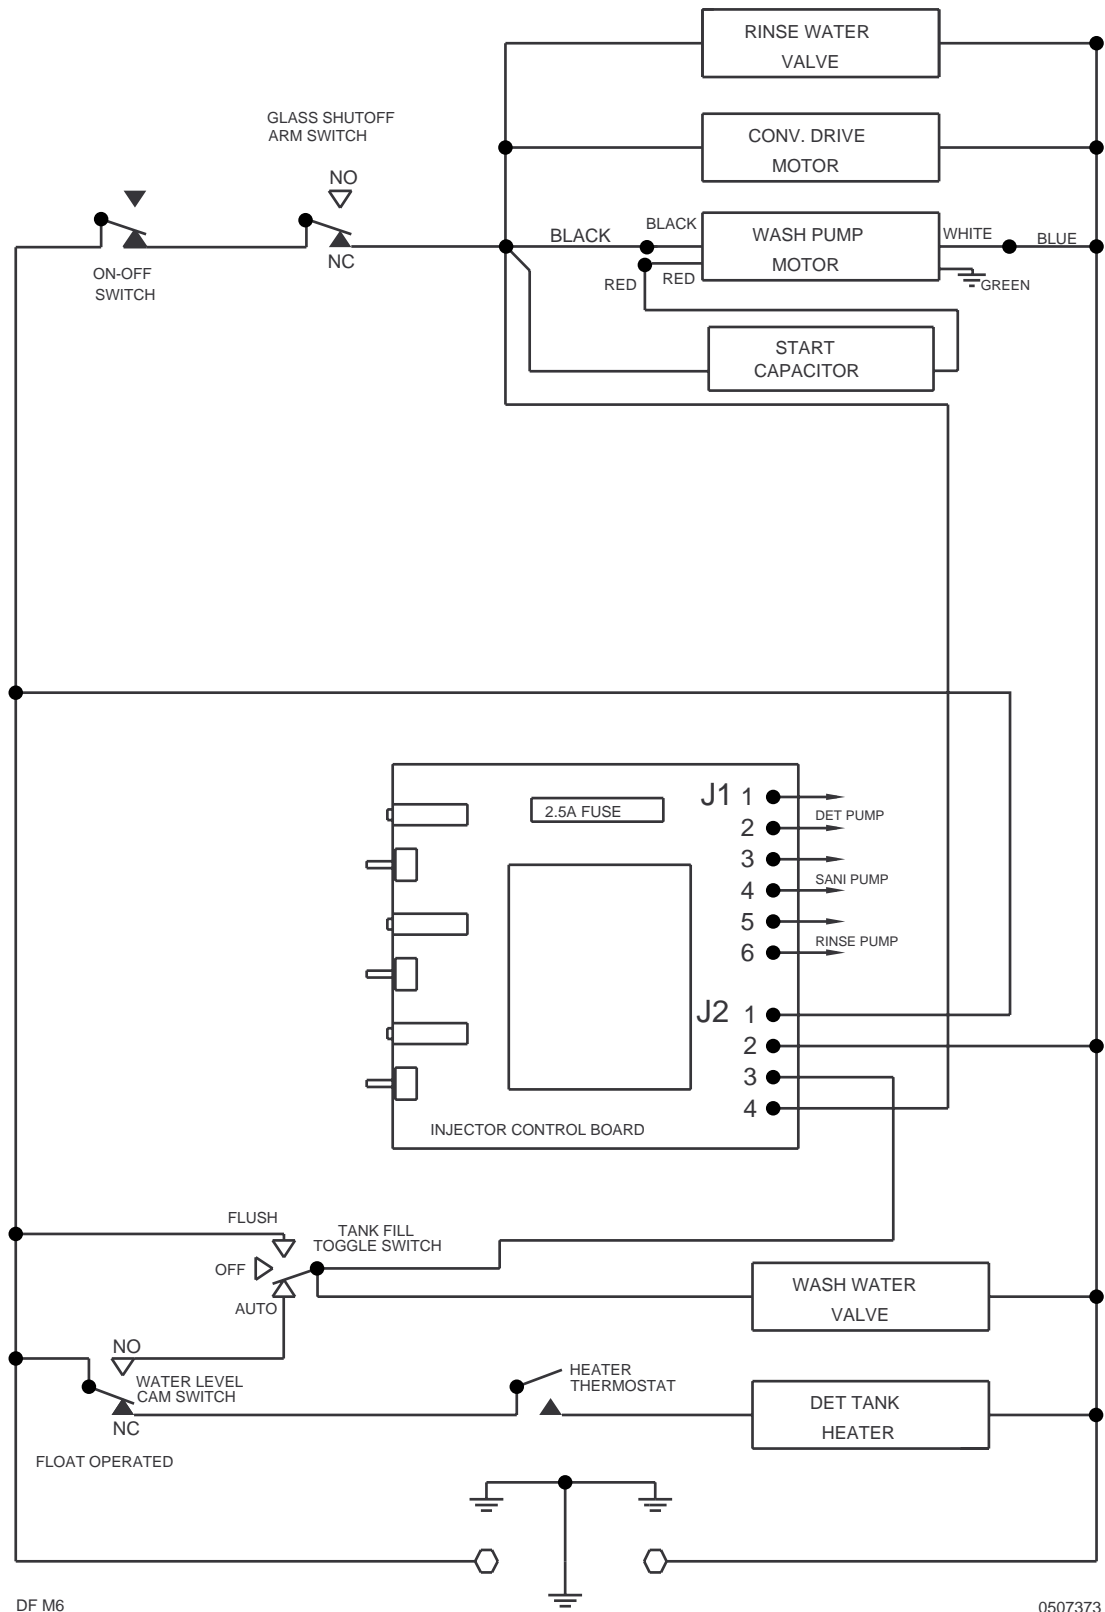 RINSE WATER
VALVE
GLASS SHUTOFF
ARM SWITCH
CONV. DRIVE
MOTOR
NO
NC
ON-OFF
SWITCH
BLACK
BLACK
WASH PUMP
MOTOR
WHITE
BLUE
RED
RED
GREEN
START
CAPACITOR
2.5A FUSE
J1 1
DET PUMP
2
3
SANI PUMP
4
5
RINSE PUMP
6
J2 1
2
3
4
INJECTOR CONTROL BOARD
FLUSH
TANK FILL
TOGGLE SWITCH
OFF
AUTO
WASH WATER
VALVE
NO
WATER LEVEL
CAM SWITCH
NC
FLOAT OPERATED
HEATER
THERMOSTAT
DET TANK
HEATER
DF M6
0507373